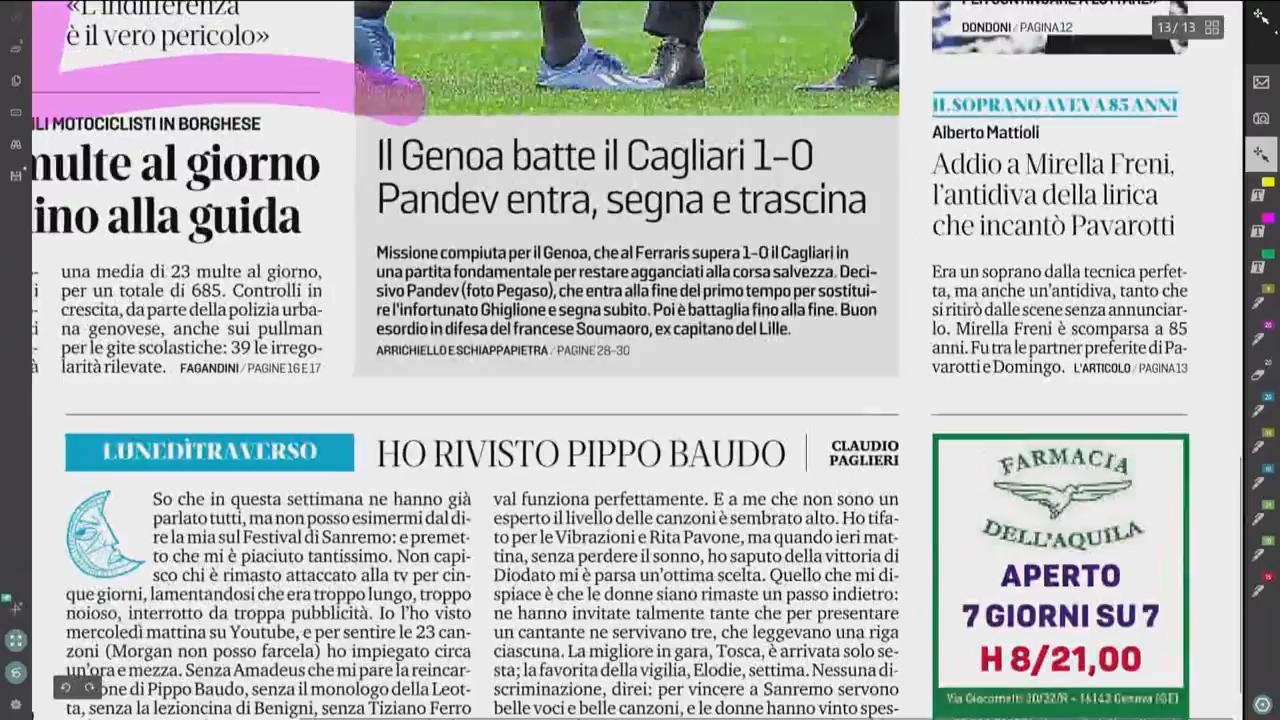 «L'indifferenza
è il vero pericolo»
DONDONI / PAGINA 12
13/13
ILI MOTOCICLISTI IN BORGHESE
multe al giorno
ino alla guida
una media di 23 multe al giorno,
per un totale di 685. Controlli in
crescita, da parte della polizia urba-
na genovese, anche sui pullman
per le gite scolastiche: 39 le irrego-
larità rilevate. FAGANDINI / PAGINE 16 E 17
Il Genoa batte il Cagliari 1-0
Pandev entra, segna e trascina
Missione compiuta per il Genoa, che al Ferraris supera 1-0 il Cagliari in
una partita fondamentale per restare agganciati alla corsa salvezza. Deci-
sivo Pandev (foto Pegaso), che entra alla fine del primo tempo per sostitui-
re l'infortunato Ghiglione e segna subito. Poi è battaglia fino alla fine. Buon
esordio in difesa del francese Soumaoro, ex capitano del Lille.
ARRICHIELLO E SCHIAPPAPIETRA / PAGINE 28-30
IL SOPRANO AVEVA 85 ANNI
Alberto Mattioli
Addio a Mirella Freni,
l'antidiva della lirica
che incantò Pavarotti
Era un soprano dalla tecnica perfet-
ta, ma anche un'antidiva, tanto che
si ritirò dalle scene senza annunciar-
lo. Mirella Freni è scomparsa a 85
anni. Fu tra le partner preferite di Pa-
varotti e Domingo. L'ARTICOLO / PAGINA 13
LUNEDÌTRAVERSO
HO RIVISTO PIPPO BAUDO
CLAUDIO
PAGLIERI
So che in questa settimana ne hanno già
parlato tutti, ma non posso esimermi dal di-
re la mia sul Festival di Sanremo: e premet-
to che mi è piaciuto tantissimo. Non capi-
sco chi è rimasto attaccato alla tv per cin-
que giorni, lamentandosi che era troppo lungo, troppo
noioso, interrotto da troppa pubblicità. Io l'ho visto
mercoledì mattina su Youtube, e per sentire le 23 can-
zoni (Morgan non posso farcela) ho impiegato circa
un'ora e mezza. Senza Amadeus che mi pare la reincar-
one di Pippo Baudo, senza il monologo della Leot-
ta, senza la lezioncina di Benigni, senza Tiziano Fer-
val funziona perfettamente. E a me che non sono un
esperto il livello delle canzoni è sembrato alto. Ho tifa-
to per le Vibrazioni e Rita Pavone, ma quando ieri mat-
tina, senza perdere il sonno, ho saputo della vittoria di
Diodato mi è parsa un'ottima scelta. Quello che mi di-
spiace è che le donne siano rimaste un passo indietro:
ne hanno invitate talmente tante che per presentare
un cantante ne servivano tre, che leggevano una riga
ciascuna. La migliore in gara, Tosca, è arrivata solo se-
sta; la favorita della vigilia, Elodie, settima. Nessuna di-
scriminazione, direi: per vincere a Sanremo servono
belle voci e belle canzoni, e le donne hanno vinto spes-
FARMACIA
DELL'AQUILA
APERTO
7 GIORNI SU 7
H 8/21,00
Via Giacometti 30/32/R - 16143 Genova (GE)